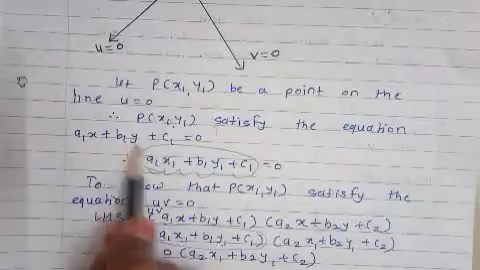 u=0
v=0
Let P(x₁,y₁) be a point on the
line u=0
∴ P(x₁,y₁) satisfy the equation
a₁x+b₁y+c₁=0
a₁x₁+b₁y₁+c₁=0
To that P(x₁,y₁) satisfy the
equation uv=0
uv a₁x+b₁y+c₁)(a₂x+b₂y+c₂)
a₁x₁+b₁y₁+c₁)(a₂x₁+b₂y₁+c₂)
0(a₂x₁+b₂y₁+c₂)